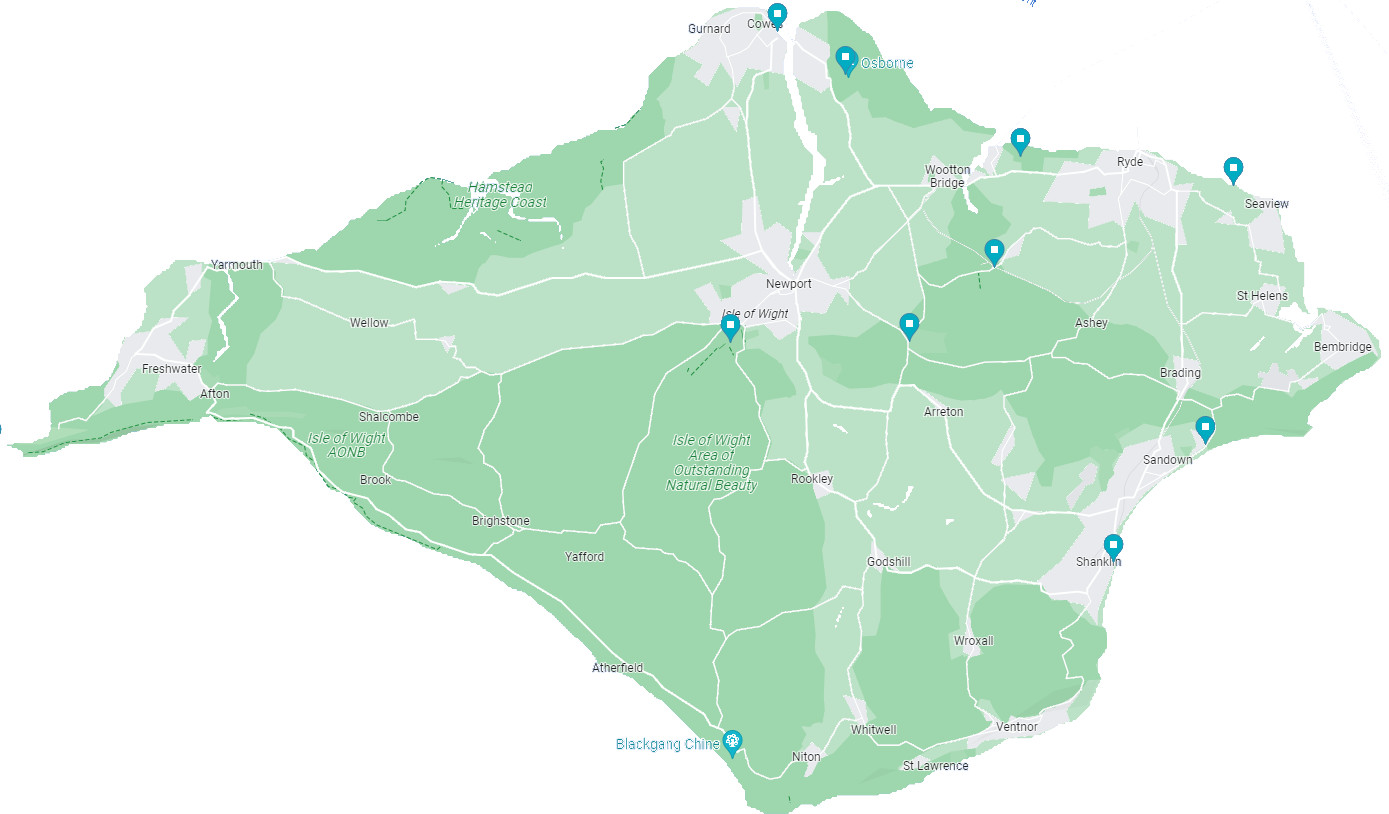 Gurnard
Cowes
Osborne
Wootton
Bridge
Ryde
Hamstead
Heritage Coast
Seaview
Yarmouth
Newport
St Helens
Isle of Wight
Wellow
Ashey
Bembridge
Freshwater
Brading
Afton
Arreton
Shalcombe
Isle of Wight
AONB
Isle of Wight
Area of
Outstanding
Natural Beauty
Sandown
Brook
Rookley
Brighstone
Yafford
Godshill
Shanklin
Wroxall
Atherfield
Whitwell
Ventnor
Blackgang Chine
Niton
St Lawrence